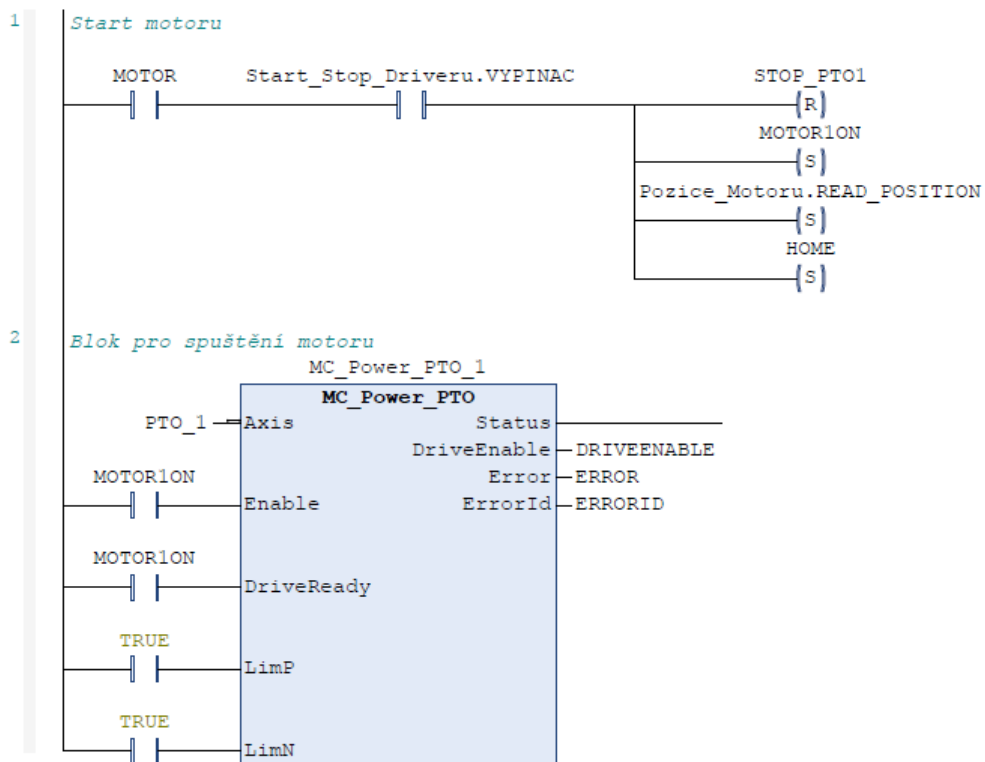 1
Start motoru
MOTOR Start_Stop_Driveru.VYPINAC STOP_PTO1
R
MOTOR1ON
S
Pozice_Motoru.READ_POSITION
S
HOME
S
2
Blok pro spuštění motoru
MC_Power_PTO_1
MC_Power_PTO
PTO_1 Axis Status
DriveEnable DRIVEENABLE
MOTOR1ON Error ERROR
Enable ErrorId ERRORID
MOTOR1ON
DriveReady
TRUE
LimP
TRUE
LimN